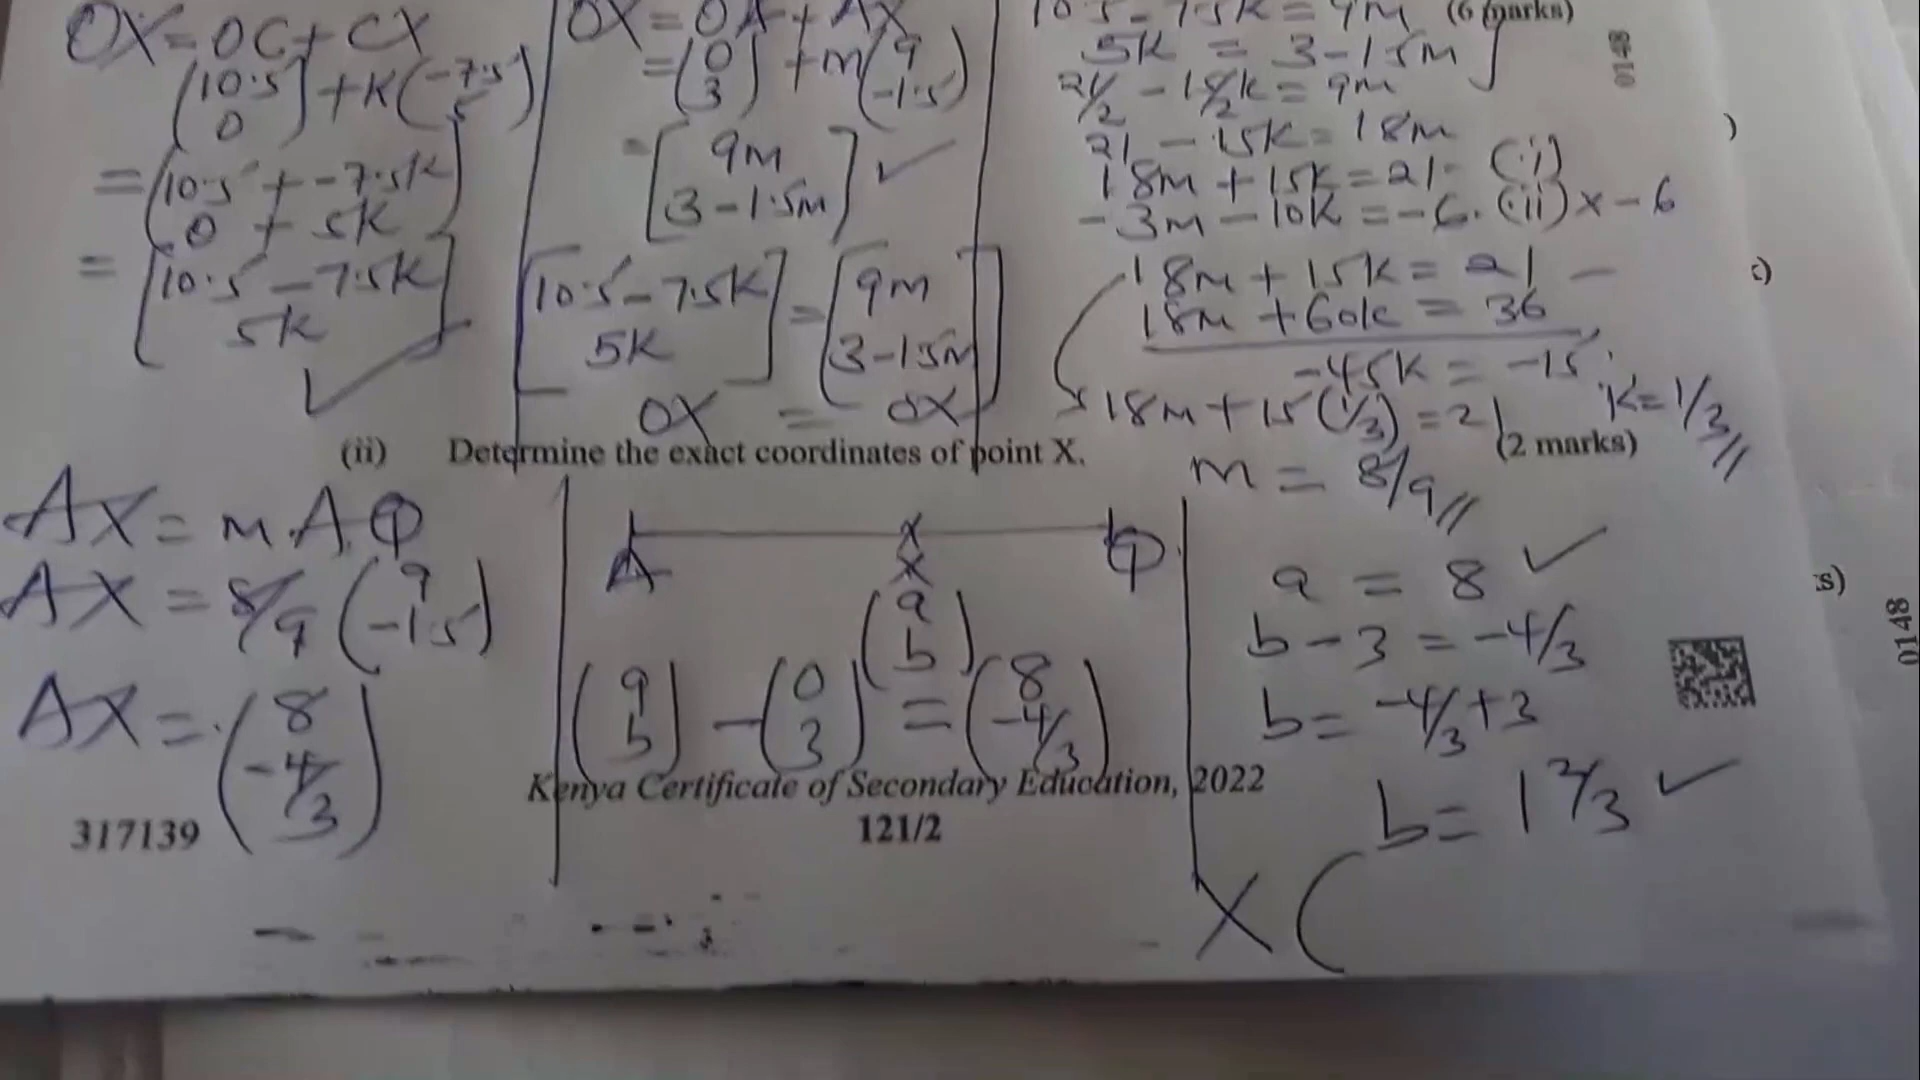 OX = OC + CX
(10.5 0) + K(-7.5 5)
= (10.5 + -7.5K 0 + 5K)
= [10.5 - 7.5K 5K]
✓
OX = OA + AX
= (0 3) + m(9 -1.5)
= [9m 3-1.5m] ✓
[10.5 - 7.5K 5K] = [9m 3-1.5m]
OX = OX
10.5 - 7.5K = 9m (6 marks)
5K = 3 - 1.5m
21/2 - 15/2K = 9m
21 - 15K = 18m
18m + 15K = 21 - (i)
-3m - 10K = -6. (ii) x -6
18m + 15K = 21 -
18m + 60K = 36
-45K = -15
K = 1/3//
18m + 15(1/3) = 21
(2 marks)
m = 8/9//
(ii) Determine the exact coordinates of point X.
AX = m AQ
AX = 8/9 (9 -1.5)
AX = (8 -4/3)
A X Q
X
(a b)
(a b) - (0 3) = (8 -4/3)
a = 8 ✓
b - 3 = -4/3
b = -4/3 + 3
b = 1 2/3 ✓
X (
Kenya Certificate of Secondary Education, 2022
121/2
317139
0148
)
c)
s)
0148